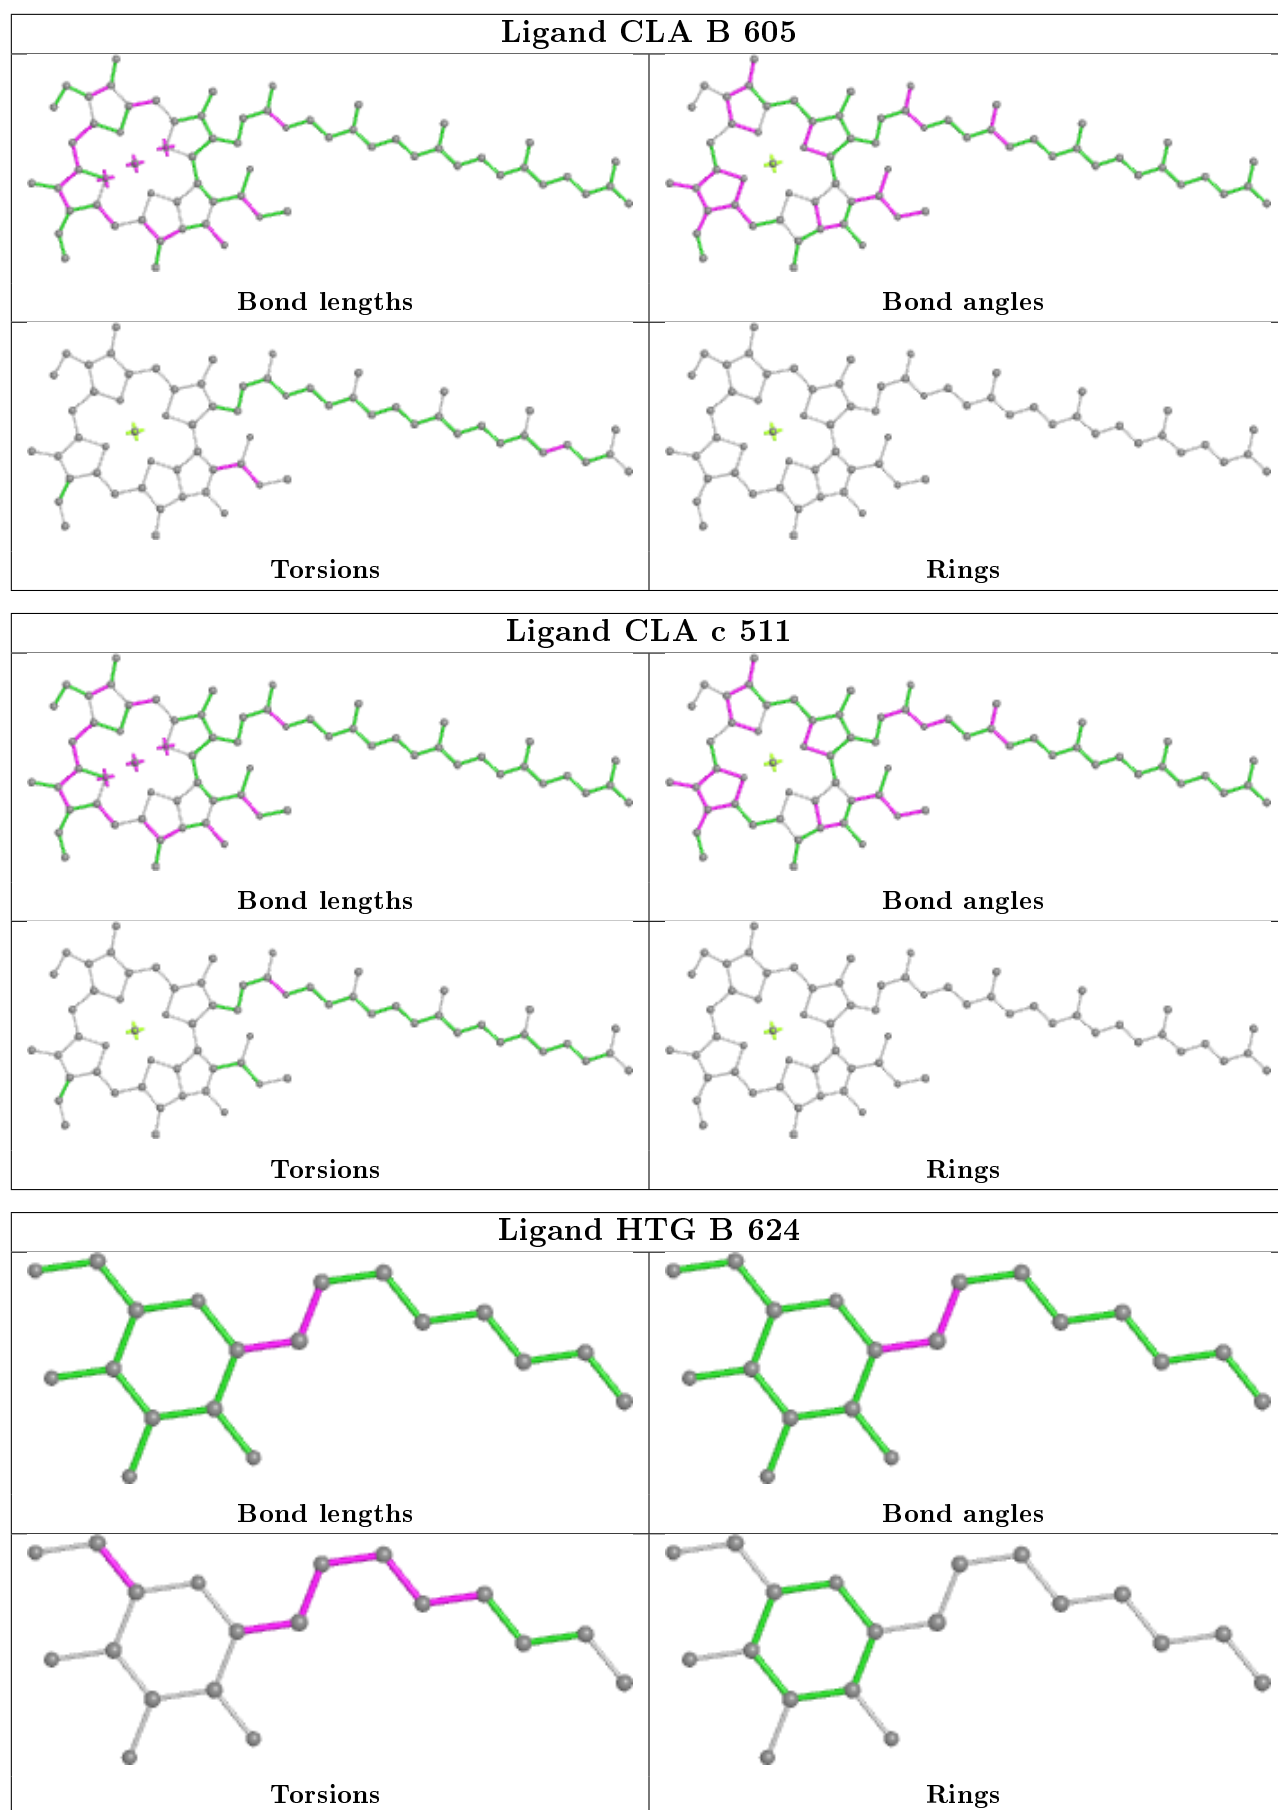 Ligand CLA B 605
Bond lengths
Bond angles
Torsions
Rings
Ligand CLA c 511
Bond lengths
Bond angles
Torsions
Rings
Ligand HTG B 624
Bond lengths
Bond angles
Torsions
Rings